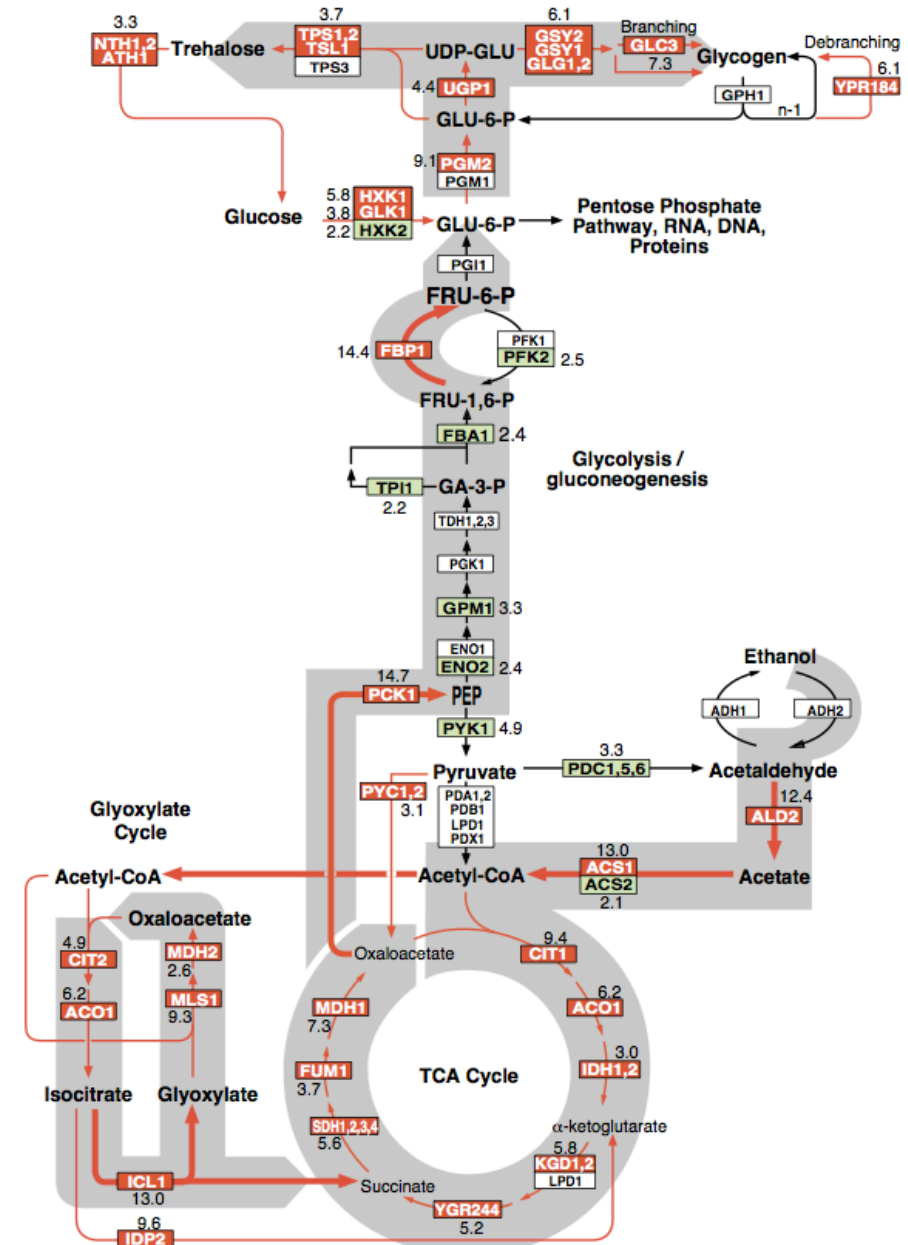 3.3
NTH1,2
ATH1
Trehalose
3.7
TPS1,2
TSL1
TPS3
UDP-GLU
6.1
GSY2
GSY1
GLG1,2
Branching
GLC3
7.3
Glycogen
Debranching
6.1
YPR184
4.4 UGP1
GPH1
n-1
GLU-6-P
9.1 PGM2
PGM1
Glucose
5.8 HXK1
3.8 GLK1
2.2 HXK2
GLU-6-P
Pentose Phosphate
Pathway, RNA, DNA,
Proteins
PGI1
FRU-6-P
14.4 FBP1
PFK1
PFK2 2.5
FRU-1,6-P
FBA1 2.4
Glycolysis /
gluconeogenesis
TPI1
2.2
GA-3-P
TDH1,2,3
PGK1
GPM1 3.3
ENO1
ENO2 2.4
14.7
PCK1
PEP
PYK1 4.9
Ethanol
ADH1
ADH2
Pyruvate
3.3
PDC1,5,6
Acetaldehyde
PYC1,2
3.1
PDA1,2
PDB1
LPD1
PDX1
12.4
ALD2
Glyoxylate
Cycle
Acetyl-CoA
Acetyl-CoA
13.0
ACS1
ACS2
2.1
Acetate
Oxaloacetate
4.9
CIT2
MDH2
2.6
6.2
ACO1
MLS1
9.3
Isocitrate
Glyoxylate
ICL1
13.0
9.6
IDP2
Oxaloacetate
9.4
CIT1
6.2
ACO1
3.0
IDH1,2
α-ketoglutarate
5.8
KGD1,2
LPD1
YGR244
5.2
Succinate
SDH1,2,3,4
5.6
FUM1
3.7
MDH1
7.3
TCA Cycle